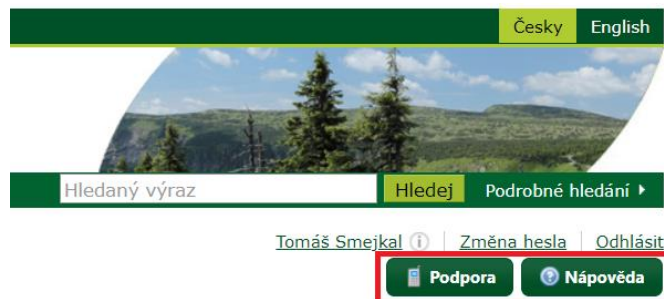 Česky English
Hledaný výraz Hledej Podrobné hledání
Tomáš Smejkal Změna hesla Odhlásit
Podpora Nápověda